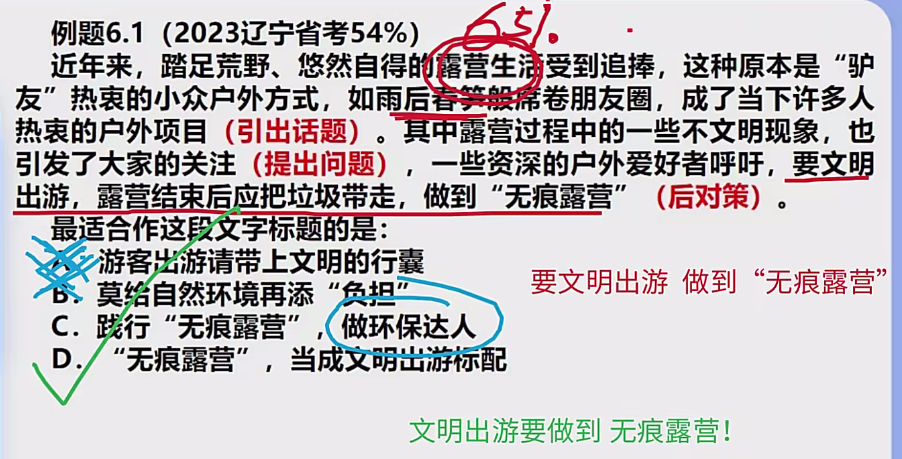 例题6.1（2023辽宁省考54%）
65%.
近年来，踏足荒野、悠然自得的露营生活受到追捧，这种原本是“驴
友”热衷的小众户外方式，如雨后春笋般席卷朋友圈，成了当下许多人
热衷的户外项目（引出话题）。其中露营过程中的一些不文明现象，也
引发了大家的关注（提出问题），一些资深的户外爱好者呼吁，要文明
出游，露营结束后应把垃圾带走，做到“无痕露营”（后对策）。
最适合作这段文字标题的是：
A．游客出游请带上文明的行囊
B．莫给自然环境再添“负担”
C．践行“无痕露营”，做环保达人
D．“无痕露营”，当成文明出游标配
要文明出游 做到“无痕露营”
文明出游要做到 无痕露营！